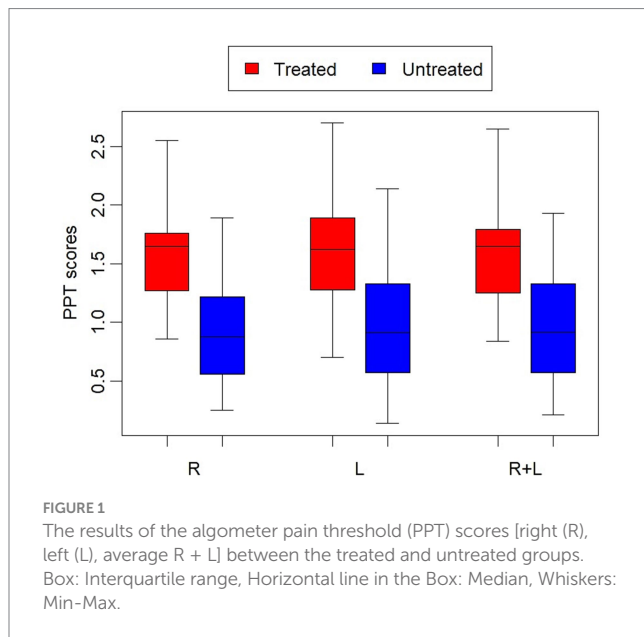 Treated Untreated
2.5
2.0
1.5
1.0
0.5
PPT scores
R L R+L
FIGURE 1
The results of the algometer pain threshold (PPT) scores [right (R),
left (L), average R + L] between the treated and untreated groups.
Box: Interquartile range, Horizontal line in the Box: Median, Whiskers:
Min-Max.